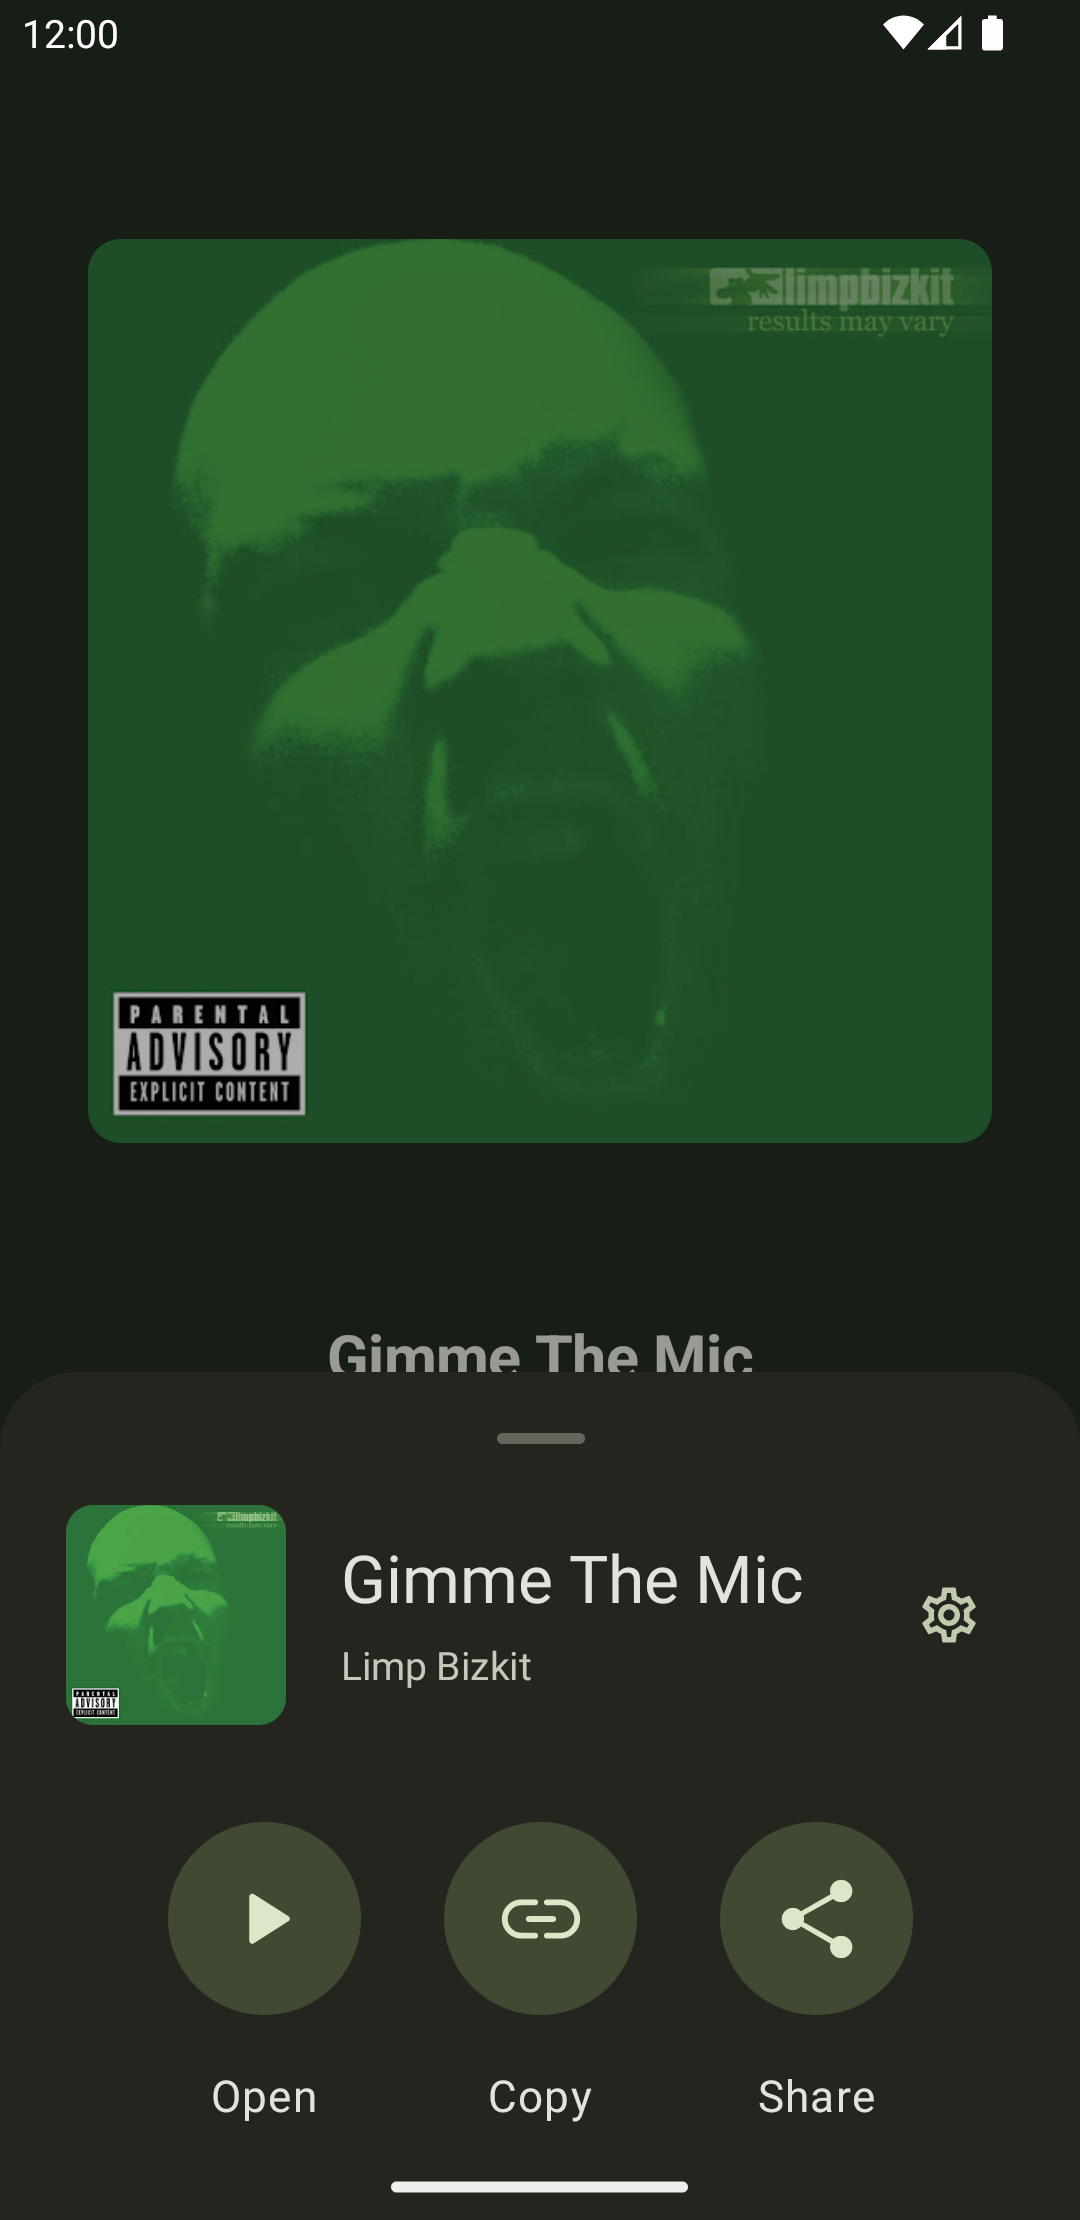 12:00
limpbizkit
results may vary
PARENTAL
ADVISORY
EXPLICIT CONTENT
Gimme The Mic
limpbizkit
results may vary
PARENTAL
ADVISORY
EXPLICIT CONTENT
Gimme The Mic
Limp Bizkit
Open
Copy
Share